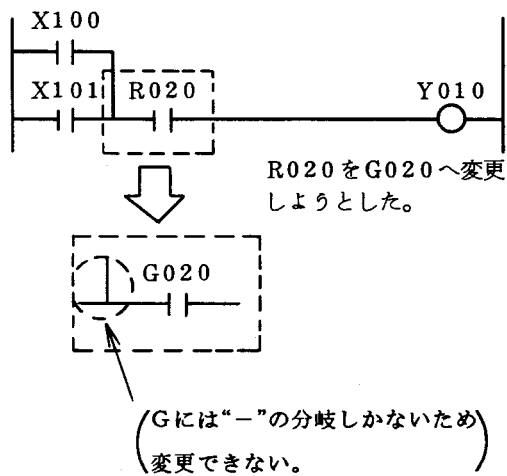 X100
X101 R020 Y010
R020をG020へ変更
しようとした。
G020
(Gには“−”の分岐しかないため
変更できない。)